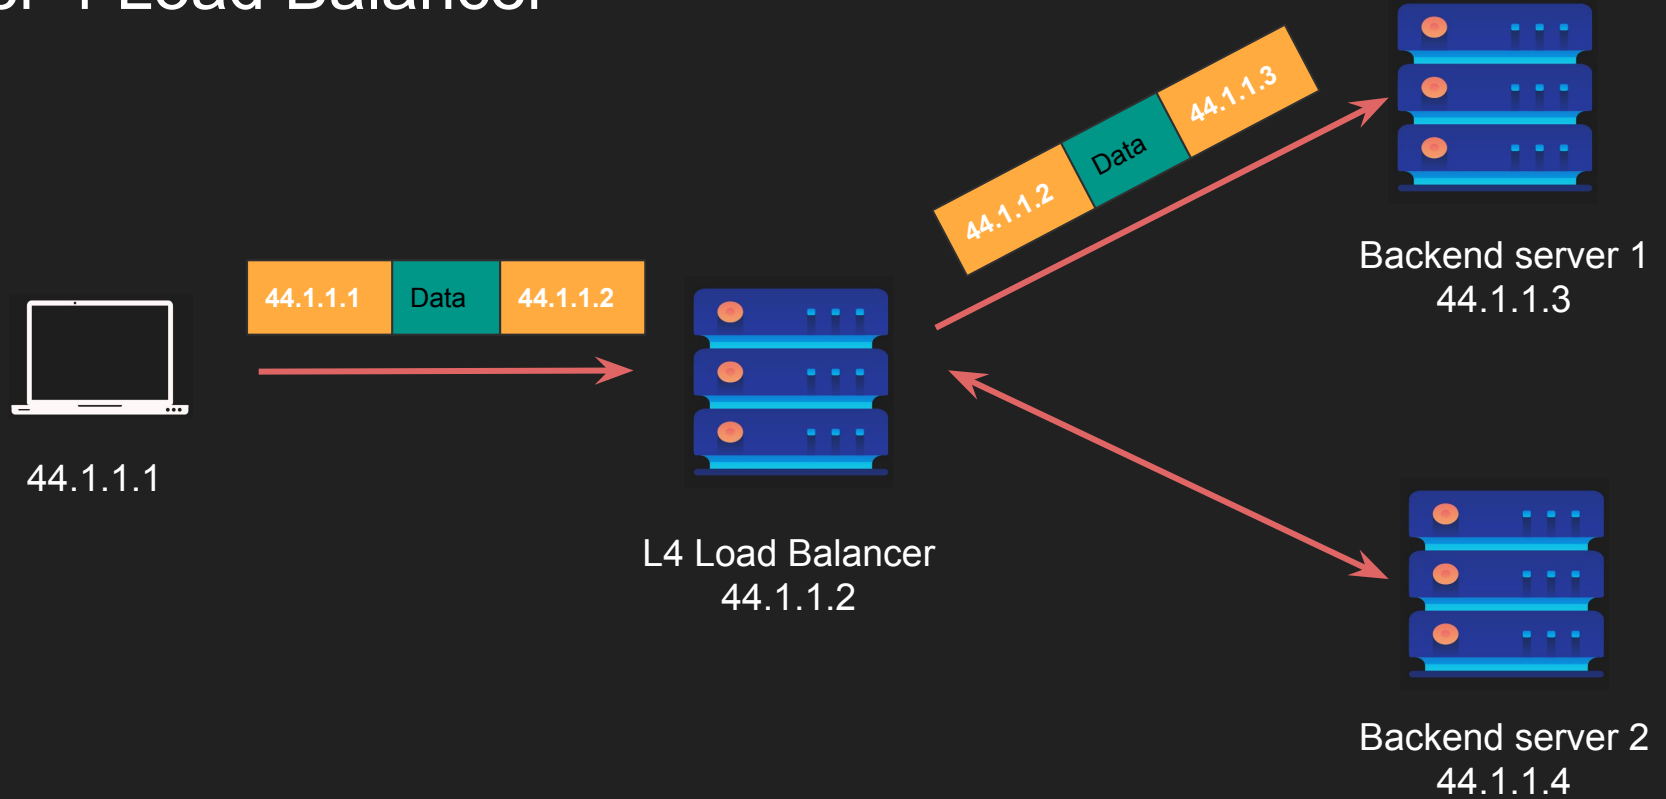 Load Balancer
44.1.1.1 Data 44.1.1.2
44.1.1.2 Data 44.1.1.3
44.1.1.1
L4 Load Balancer
44.1.1.2
Backend server 1
44.1.1.3
Backend server 2
44.1.1.4